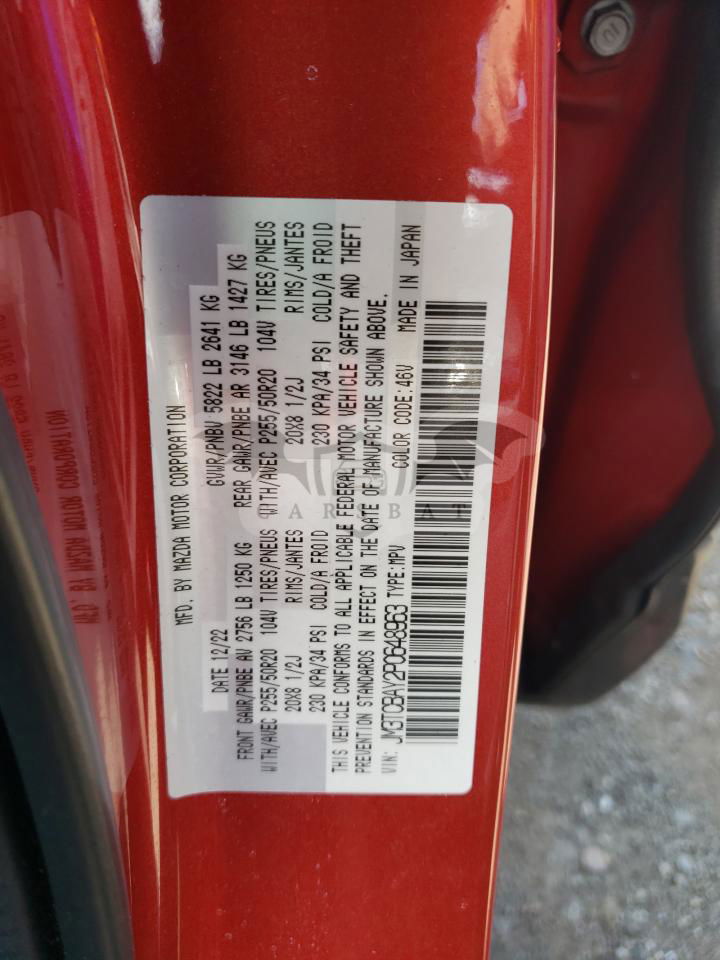 MFD. BY MAZDA MOTOR CORPORATION
DATE 12/22 GVWR/PNBV 5822 LB 2641 KG
FRONT GAWR/PNBE AV 2756 LB 1250 KG REAR GAWR/PNBE AR 3146 LB 1427 KG
WITH/AVEC P255/50R20 104V TIRES/PNEUS WITH/AVEC P255/50R20 104V TIRES/PNEUS
20X8 1/2J RIMS/JANTES 20X8 1/2J RIMS/JANTES
230 KPA/34 PSI COLD/A FROID 230 KPA/34 PSI COLD/A FROID
THIS VEHICLE CONFORMS TO ALL APPLICABLE FEDERAL MOTOR VEHICLE SAFETY AND THEFT
PREVENTION STANDARDS IN EFFECT ON THE DATE OF MANUFACTURE SHOWN ABOVE.
VIN: JM3TCBAY2P0648963 TYPE:MPV COLOR CODE:46V MADE IN JAPAN
CARSBAT